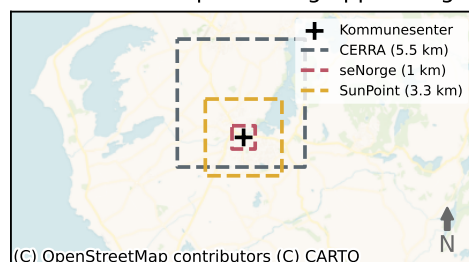 Kommunesenter
CERRA (5.5 km)
seNorge (1 km)
SunPoint (3.3 km)
N
(C) OpenStreetMap contributors (C) CARTO